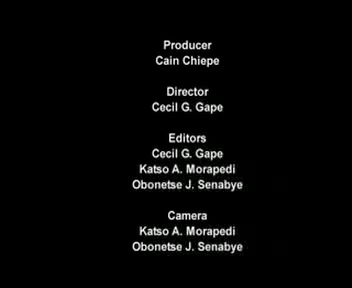 Producer
Cain Chiepe
Director
Cecil G. Gape
Editors
Cecil G. Gape
Katso A. Morapedi
Obonetse J. Senabye
Camera
Katso A. Morapedi
Obonetse J. Senabye